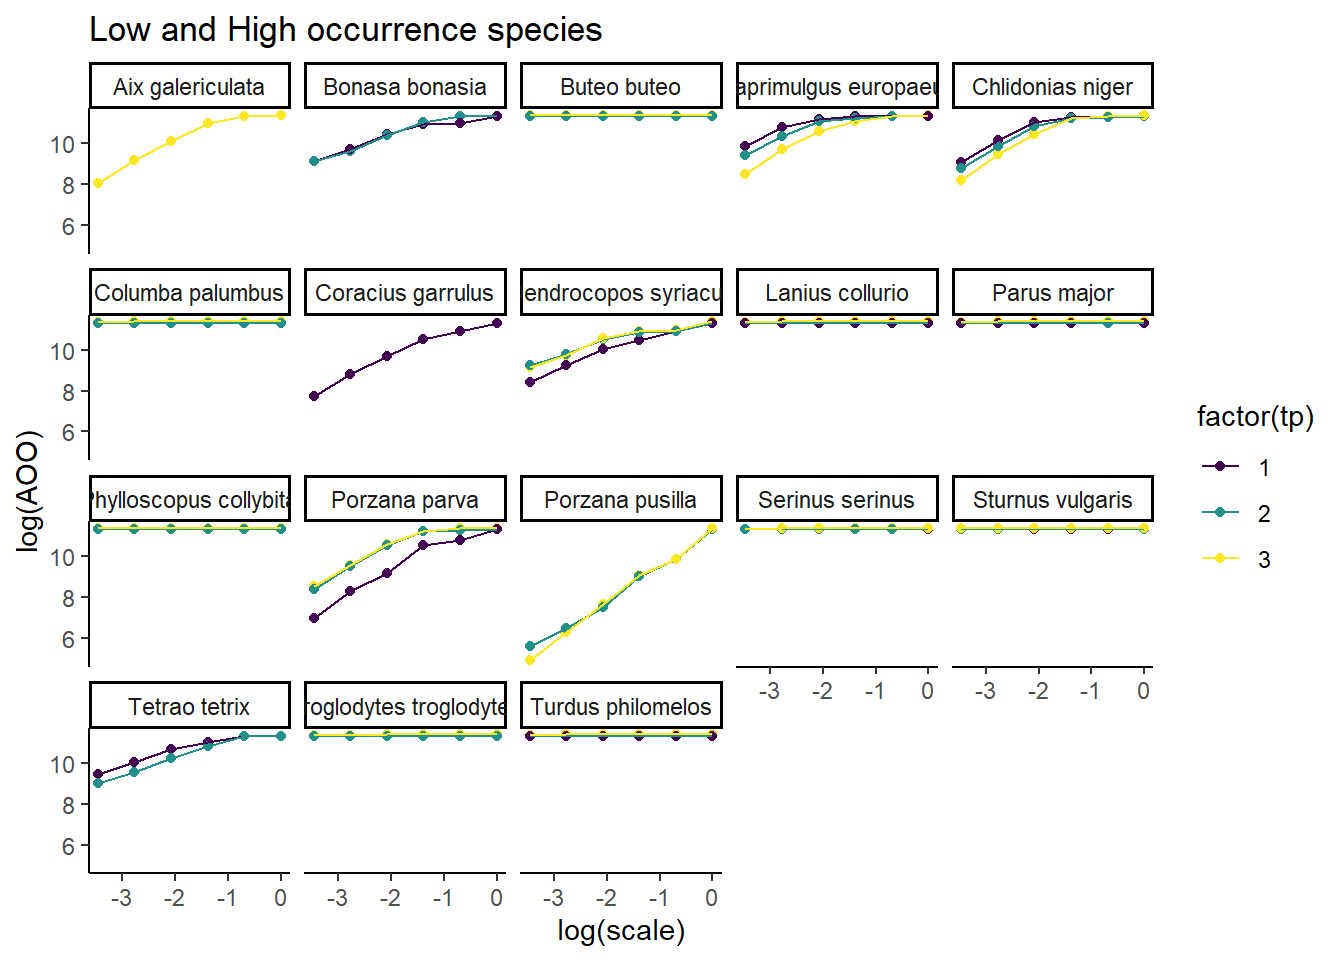 Low and High occurrence species
Aix galericulata
Bonasa bonasia
Buteo buteo
aprimulgus europaeu
Chlidonias niger
10
8
6
Columba palumbus
Coracius garrulus
endrocopos syriacu
Lanius collurio
Parus major
10
8
6
Phylloscopus collybita
Porzana parva
Porzana pusilla
Serinus serinus
Sturnus vulgaris
10
8
6
-3 -2 -1 0
-3 -2 -1 0
Tetrao tetrix
roglodytes troglodyte
Turdus philomelos
10
8
6
-3 -2 -1 0
-3 -2 -1 0
-3 -2 -1 0
log(scale)
log(AOO)
factor(tp)
1
2
3